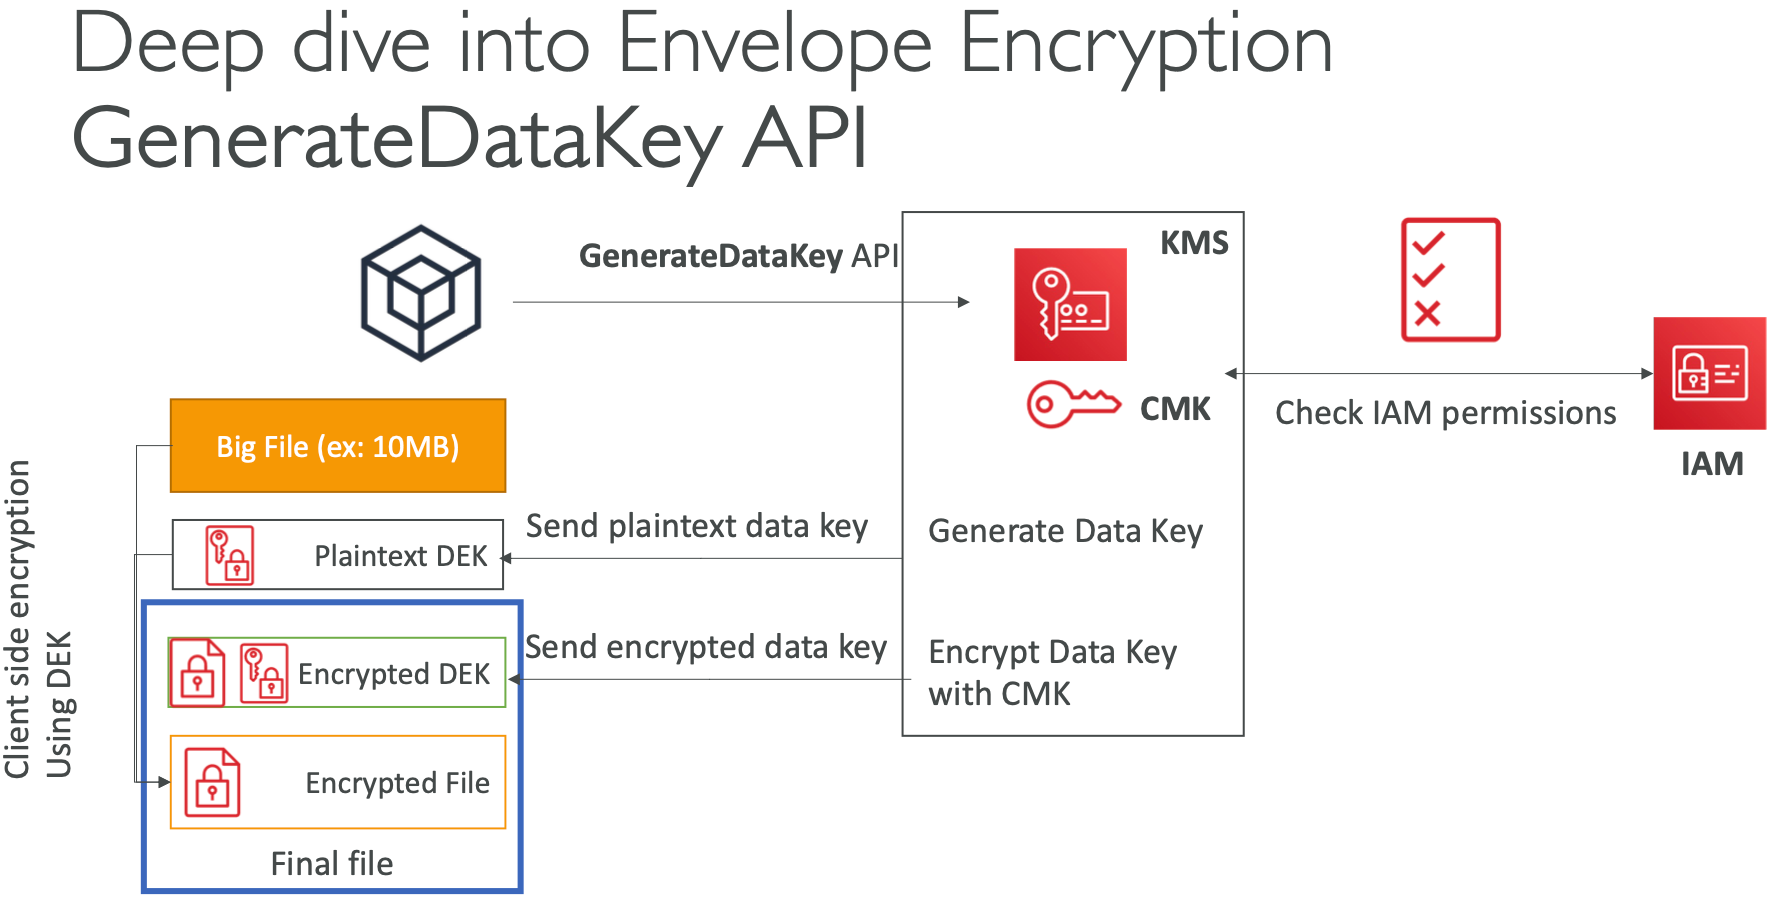 Deep dive into Envelope Encryption
GenerateDataKey API
GenerateDataKey API
KMS
CMK
Check IAM permissions
IAM
Big File (ex: 10MB)
Send plaintext data key
Generate Data Key
Plaintext DEK
Send encrypted data key
Encrypt Data Key
with CMK
Encrypted DEK
Encrypted File
Final file
Client side encryption
Using DEK